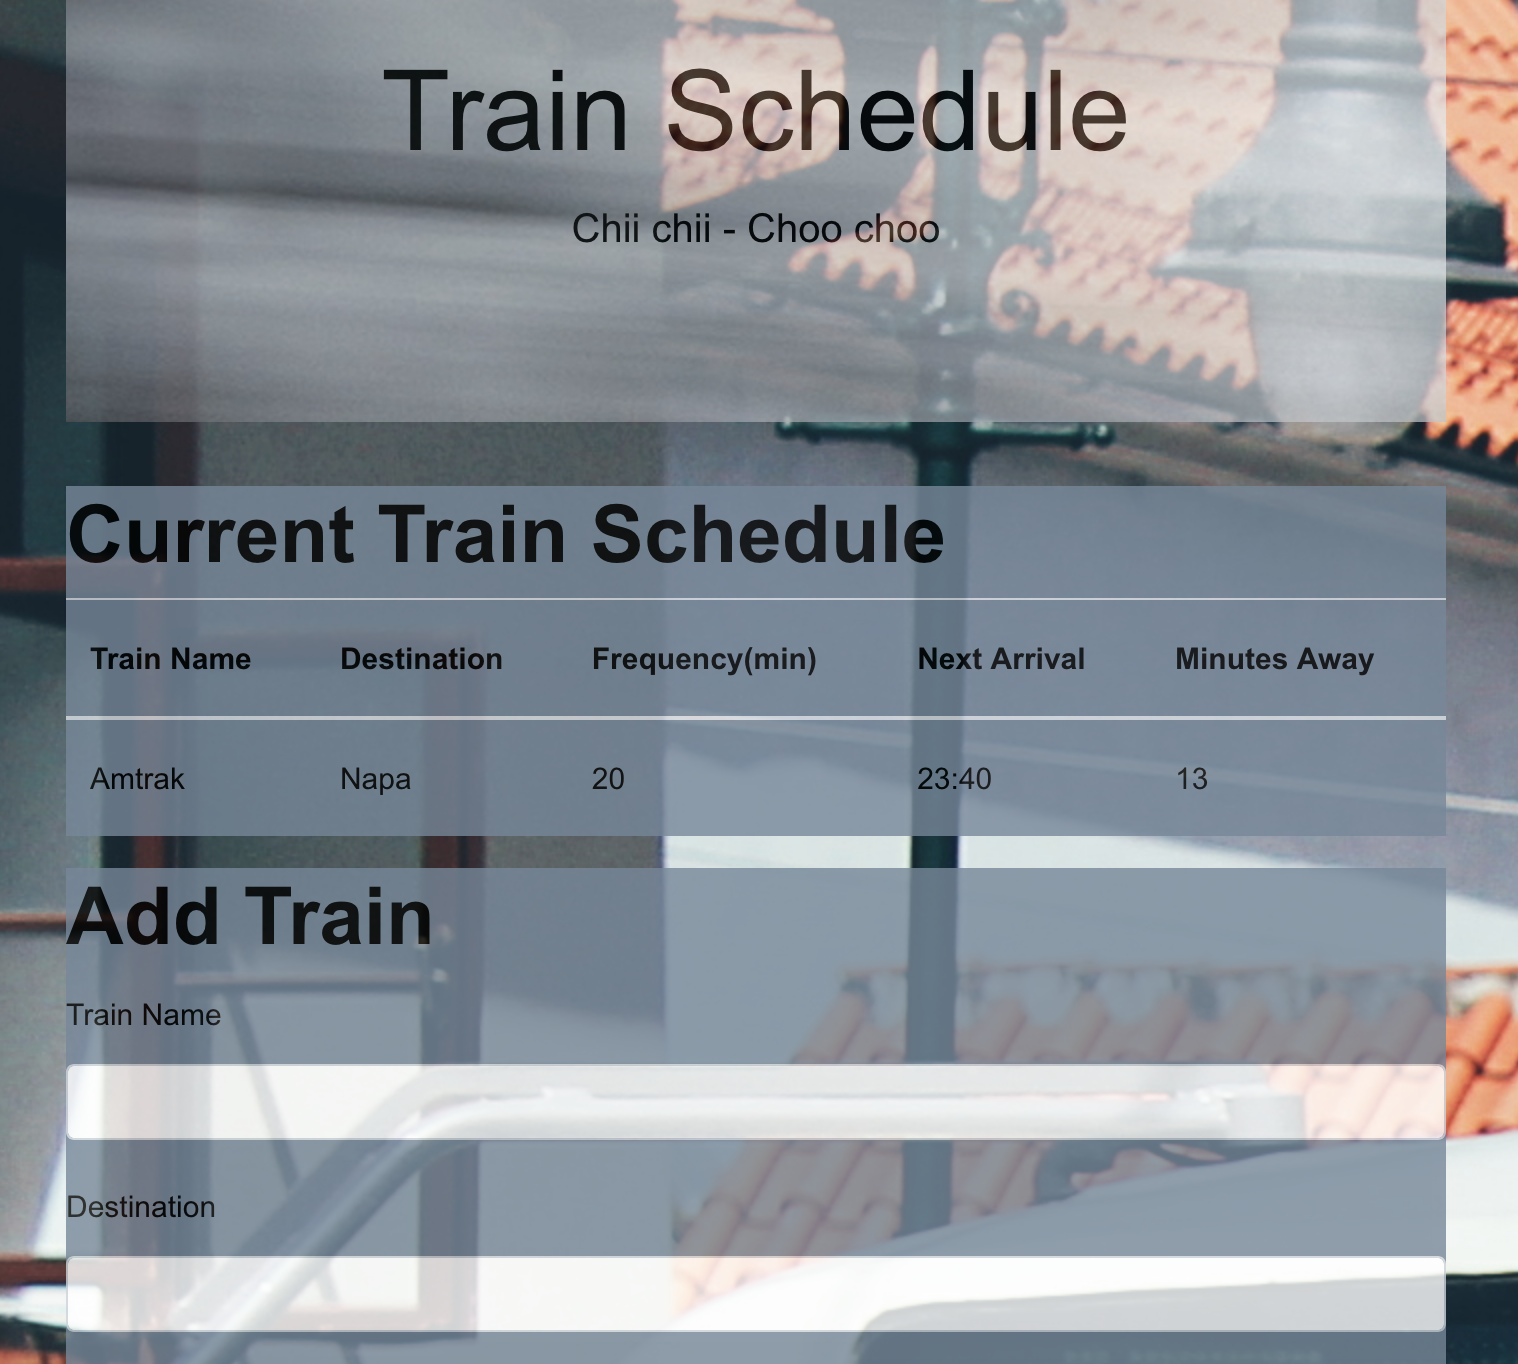 Train Schedule
Chii chii - Choo choo
Current Train Schedule
Train Name Destination Frequency(min) Next Arrival Minutes Away
Amtrak Napa 20 23:40 13
Add Train
Train Name
Destination